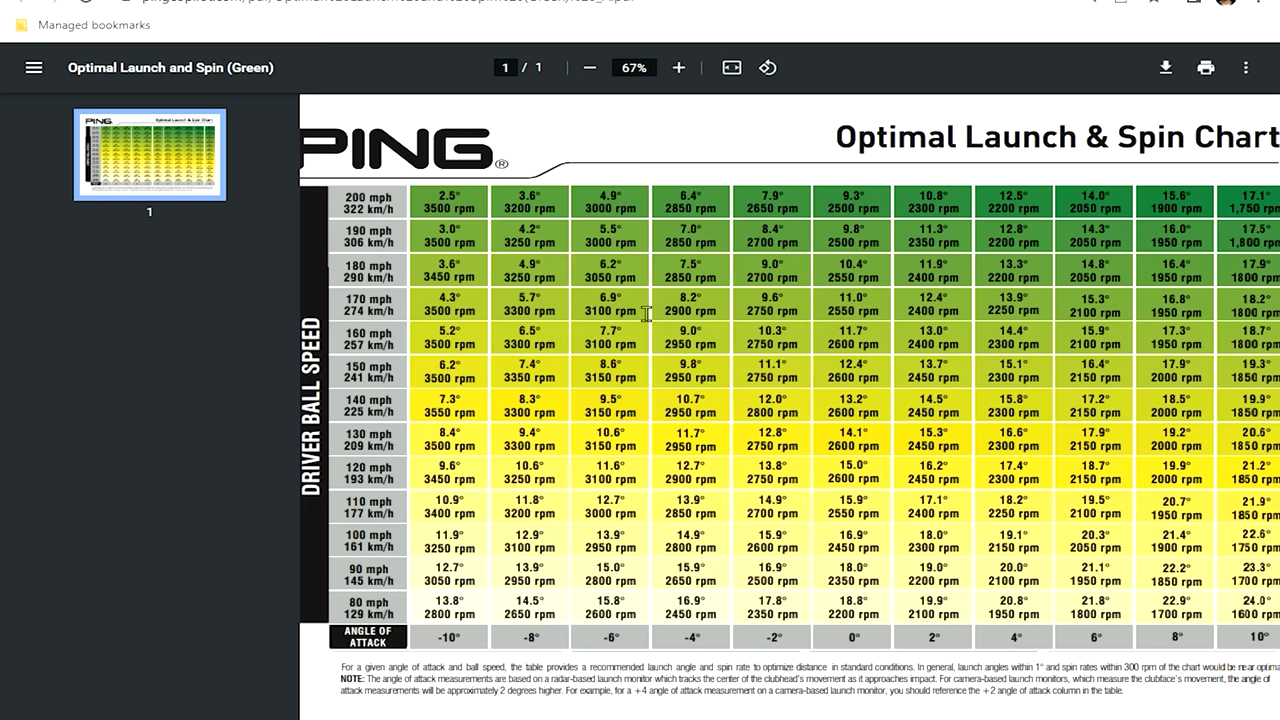 Managed bookmarks
Optimal Launch and Spin (Green)
1 / 1
67%
1
PING®
Optimal Launch & Spin Chart
DRIVER BALL SPEED
200 mph 2.5° 3.6° 4.9° 6.4° 7.9° 9.3° 10.8° 12.5° 14.0° 15.6° 17.1°
322 km/h 3500 rpm 3200 rpm 3000 rpm 2850 rpm 2650 rpm 2500 rpm 2300 rpm 2200 rpm 2050 rpm 1900 rpm 1,750 rpm
190 mph 3.0° 4.2° 5.5° 7.0° 8.4° 9.8° 11.3° 12.8° 14.3° 16.0° 17.5°
306 km/h 3500 rpm 3250 rpm 3000 rpm 2850 rpm 2700 rpm 2500 rpm 2350 rpm 2200 rpm 2050 rpm 1950 rpm 1,800 rpm
180 mph 3.6° 4.9° 6.2° 7.5° 9.0° 10.4° 11.9° 13.3° 14.8° 16.4° 17.9°
290 km/h 3450 rpm 3250 rpm 3050 rpm 2850 rpm 2700 rpm 2550 rpm 2400 rpm 2200 rpm 2050 rpm 1950 rpm 1800 rpm
170 mph 4.3° 5.7° 6.9° 8.2° 9.6° 11.0° 12.4° 13.9° 15.3° 16.8° 18.2°
274 km/h 3500 rpm 3300 rpm 3100 rpm 2900 rpm 2750 rpm 2550 rpm 2400 rpm 2250 rpm 2100 rpm 1950 rpm 1800 rpm
160 mph 5.2° 6.5° 7.7° 9.0° 10.3° 11.7° 13.0° 14.4° 15.9° 17.3° 18.7°
257 km/h 3500 rpm 3300 rpm 3100 rpm 2950 rpm 2750 rpm 2600 rpm 2400 rpm 2300 rpm 2100 rpm 1950 rpm 1800 rpm
150 mph 6.2° 7.4° 8.6° 9.8° 11.1° 12.4° 13.7° 15.1° 16.4° 17.9° 19.3°
241 km/h 3500 rpm 3350 rpm 3150 rpm 2950 rpm 2750 rpm 2600 rpm 2450 rpm 2300 rpm 2150 rpm 2000 rpm 1850 rpm
140 mph 7.3° 8.3° 9.5° 10.7° 12.0° 13.2° 14.5° 15.8° 17.2° 18.5° 19.9°
225 km/h 3550 rpm 3300 rpm 3150 rpm 2950 rpm 2800 rpm 2600 rpm 2450 rpm 2300 rpm 2150 rpm 2000 rpm 1850 rpm
130 mph 8.4° 9.4° 10.6° 11.7° 12.8° 14.1° 15.3° 16.6° 17.9° 19.2° 20.6°
209 km/h 3500 rpm 3300 rpm 3150 rpm 2950 rpm 2750 rpm 2600 rpm 2450 rpm 2300 rpm 2150 rpm 2000 rpm 1850 rpm
120 mph 9.6° 10.6° 11.6° 12.7° 13.8° 15.0° 16.2° 17.4° 18.7° 19.9° 21.2°
193 km/h 3450 rpm 3250 rpm 3100 rpm 2900 rpm 2750 rpm 2600 rpm 2450 rpm 2300 rpm 2150 rpm 2000 rpm 1850 rpm
110 mph 10.9° 11.8° 12.7° 13.9° 14.9° 15.9° 17.1° 18.2° 19.5° 20.7° 21.9°
177 km/h 3400 rpm 3200 rpm 3000 rpm 2850 rpm 2700 rpm 2550 rpm 2400 rpm 2250 rpm 2100 rpm 1950 rpm 1850 rpm
100 mph 11.9° 12.9° 13.9° 14.9° 15.9° 16.9° 18.0° 19.1° 20.3° 21.4° 22.6°
161 km/h 3250 rpm 3100 rpm 2950 rpm 2800 rpm 2600 rpm 2450 rpm 2300 rpm 2150 rpm 2050 rpm 1900 rpm 1750 rpm
90 mph 12.7° 13.9° 15.0° 15.9° 16.9° 18.0° 19.0° 20.0° 21.1° 22.2° 23.3°
145 km/h 3050 rpm 2950 rpm 2800 rpm 2650 rpm 2500 rpm 2350 rpm 2200 rpm 2100 rpm 1950 rpm 1850 rpm 1700 rpm
80 mph 13.8° 14.5° 15.8° 16.9° 17.8° 18.8° 19.9° 20.8° 21.8° 22.9° 24.0°
129 km/h 2800 rpm 2650 rpm 2600 rpm 2450 rpm 2350 rpm 2200 rpm 2100 rpm 1950 rpm 1800 rpm 1700 rpm 1600 rpm
ANGLE OF ATTACK -10° -8° -6° -4° -2° 0° 2° 4° 6° 8° 10°
For a given angle of attack and ball speed, the table provides a recommended launch angle and spin rate to optimize distance in standard conditions. In general, launch angles within 1° and spin rates within 300 rpm of the chart would be near optima
NOTE: The angle of attack measurements are based on a radar-based launch monitor which tracks the center of the clubhead's movement as it approaches impact. For camera-based launch monitors, which measure the clubface's movement, the angle of
attack measurements will be approximately 2 degrees higher. For example, for a +4 angle of attack measurement on a camera-based launch monitor, you should reference the +2 angle of attack column in the table.